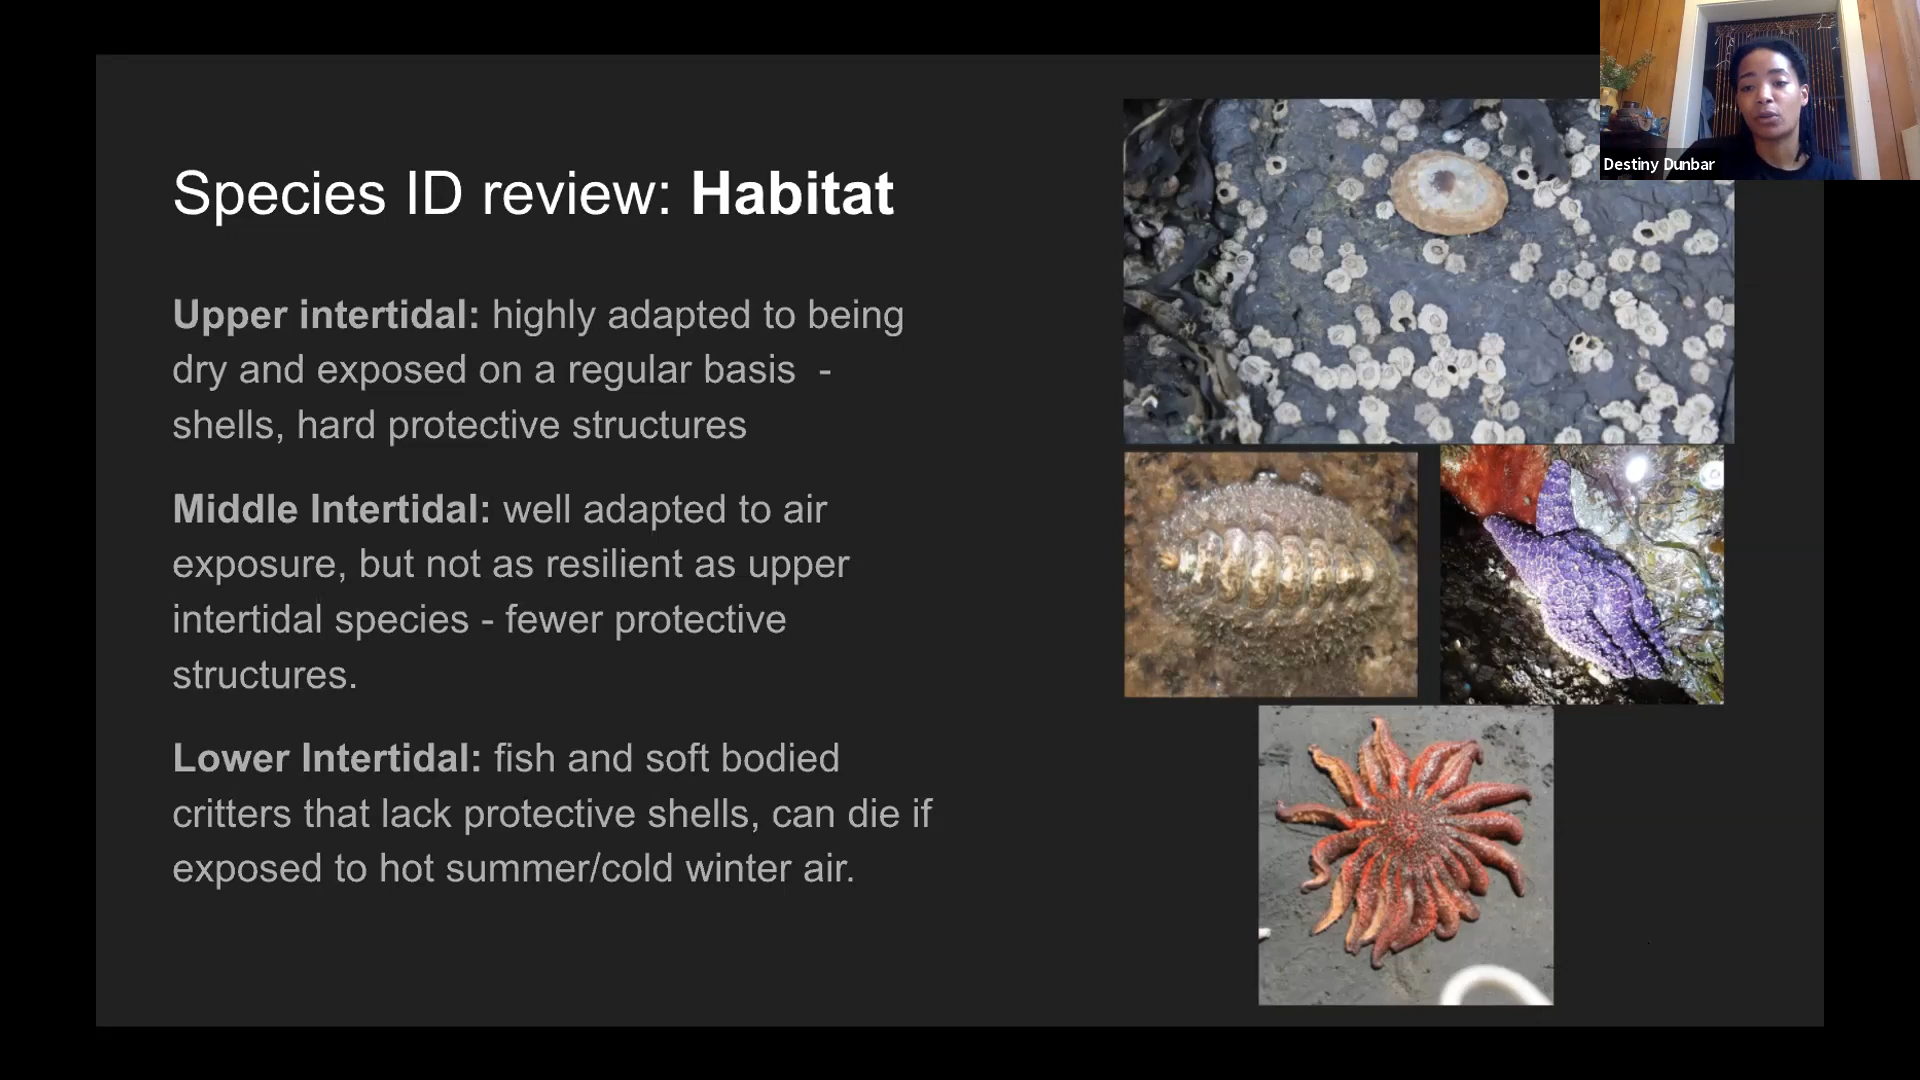 Destiny Dunbar
Species ID review: Habitat
Upper intertidal: highly adapted to being
dry and exposed on a regular basis  -
shells, hard protective structures
Middle Intertidal: well adapted to air
exposure, but not as resilient as upper
intertidal species - fewer protective
structures.
Lower Intertidal: fish and soft bodied
critters that lack protective shells, can die if
exposed to hot summer/cold winter air.